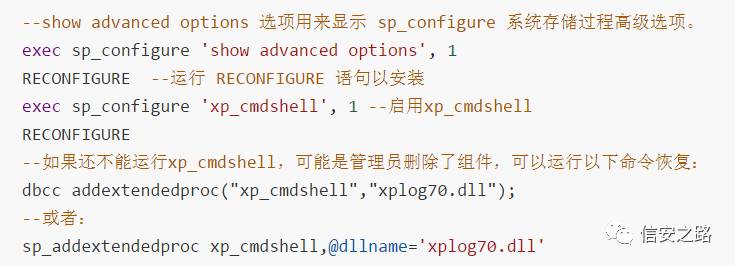 --show advanced options 选项用来显示 sp_configure 系统存储过程高级选项。
exec sp_configure 'show advanced options', 1
RECONFIGURE  --运行 RECONFIGURE 语句以安装
exec sp_configure 'xp_cmdshell', 1 --启用xp_cmdshell
RECONFIGURE
--如果还不能运行xp_cmdshell，可能是管理员删除了组件，可以运行以下命令恢复：
dbcc addextendedproc("xp_cmdshell","xplog70.dll");
--或者：
sp_addextendedproc xp_cmdshell,@dllname='xplog70.dll'
信安之路